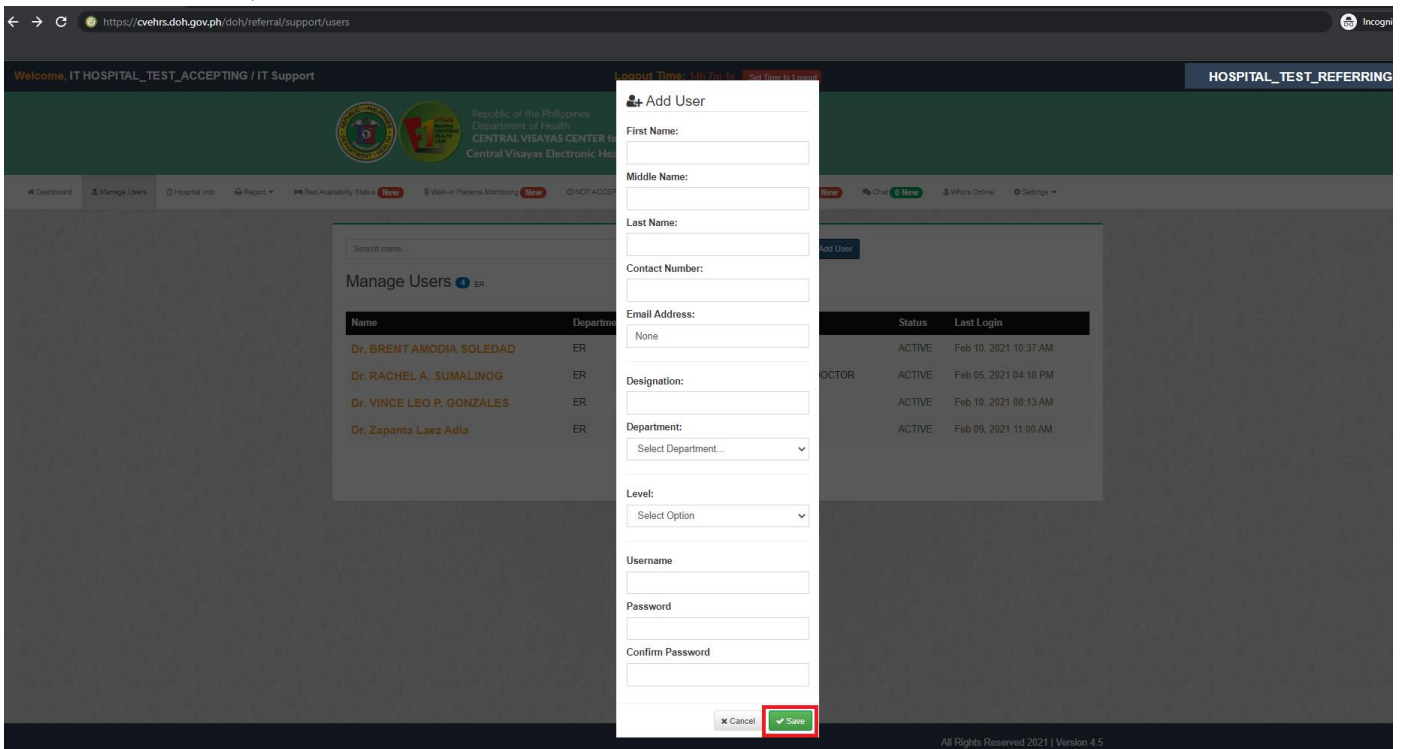 https://cvehrs.doh.gov.ph/doh/referral/support/users
Incogni
Welcome, IT HOSPITAL_TEST_ACCEPTING / IT Support
Logout Time: 14h 7m 1s
Set Time to Logout
HOSPITAL_TEST_REFERRING
Republic of the Philippines
Department of Health
CENTRAL VISAYAS CENTER fo
Central Visayas Electronic Hea
Dashboard
Manage Users
Hospital Info
Report
Bed Availability Status New
Walk-in Patients Monitoring New
NOT ACCEP
New
Chat 0 New
Who's Online
Settings
Search name...
Add User
Manage Users 4 ER
Name Departme Status Last Login
Dr. BRENT AMODIA SOLEDAD ER ACTIVE Feb 10, 2021 10:37 AM
Dr. RACHEL A. SUMALINOG ER OCTOR ACTIVE Feb 05, 2021 04:18 PM
Dr. VINCE LEO P. GONZALES ER ACTIVE Feb 10, 2021 08:13 AM
Dr. Zapanta Laez Adia ER ACTIVE Feb 09, 2021 11:00 AM
Add User
First Name:
Middle Name:
Last Name:
Contact Number:
Email Address:
None
Designation:
Department:
Select Department...
Level:
Select Option
Username
Password
Confirm Password
Cancel
Save
All Rights Reserved 2021 | Version 4.5